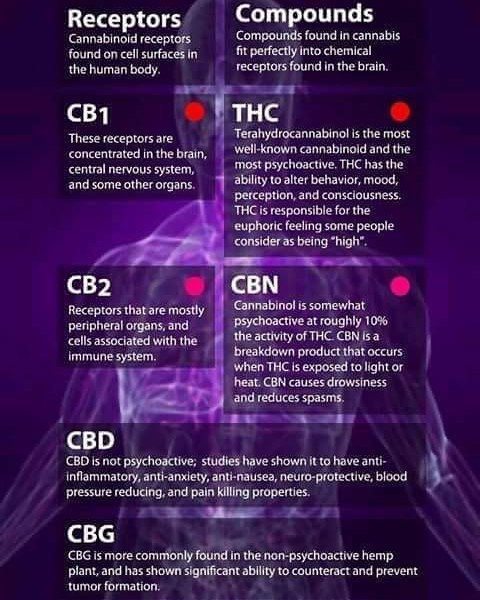 Receptors
Cannabinoid receptors
found on cell surfaces in
the human body.
Compounds
Compounds found in cannabis
fit perfectly into chemical
receptors found in the brain.
CB1
These receptors are
concentrated in the brain,
central nervous system,
and some other organs.
THC
Terahydrocannabinol is the most
well-known cannabinoid and the
most psychoactive. THC has the
ability to alter behavior, mood,
perception, and consciousness.
THC is responsible for the
euphoric feeling some people
consider as being "high".
CB2
Receptors that are mostly
peripheral organs, and
cells associated with the
immune system.
CBN
Cannabinol is somewhat
psychoactive at roughly 10%
the activity of THC. CBN is a
breakdown product that occurs
when THC is exposed to light or
heat. CBN causes drowsiness
and reduces spasms.
CBD
CBD is not psychoactive; studies have shown it to have anti-
inflammatory, anti-anxiety, anti-nausea, neuro-protective, blood
pressure reducing, and pain killing properties.
CBG
CBG is more commonly found in the non-psychoactive hemp
plant, and has shown significant ability to counteract and prevent
tumor formation.